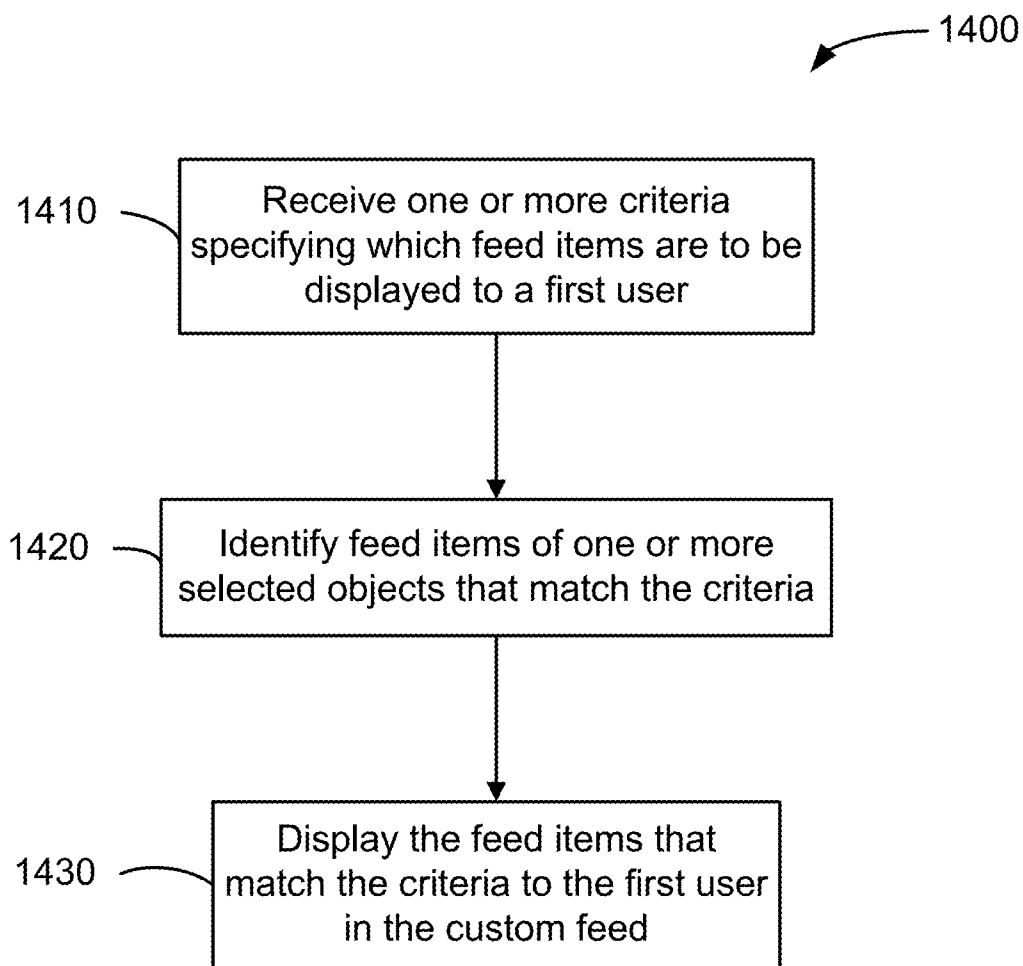 1400
1410
Receive one or more criteria
specifying which feed items are to be
displayed to a first user
1420
Identify feed items of one or more
selected objects that match the criteria
1430
Display the feed items that
match the criteria to the first user
in the custom feed